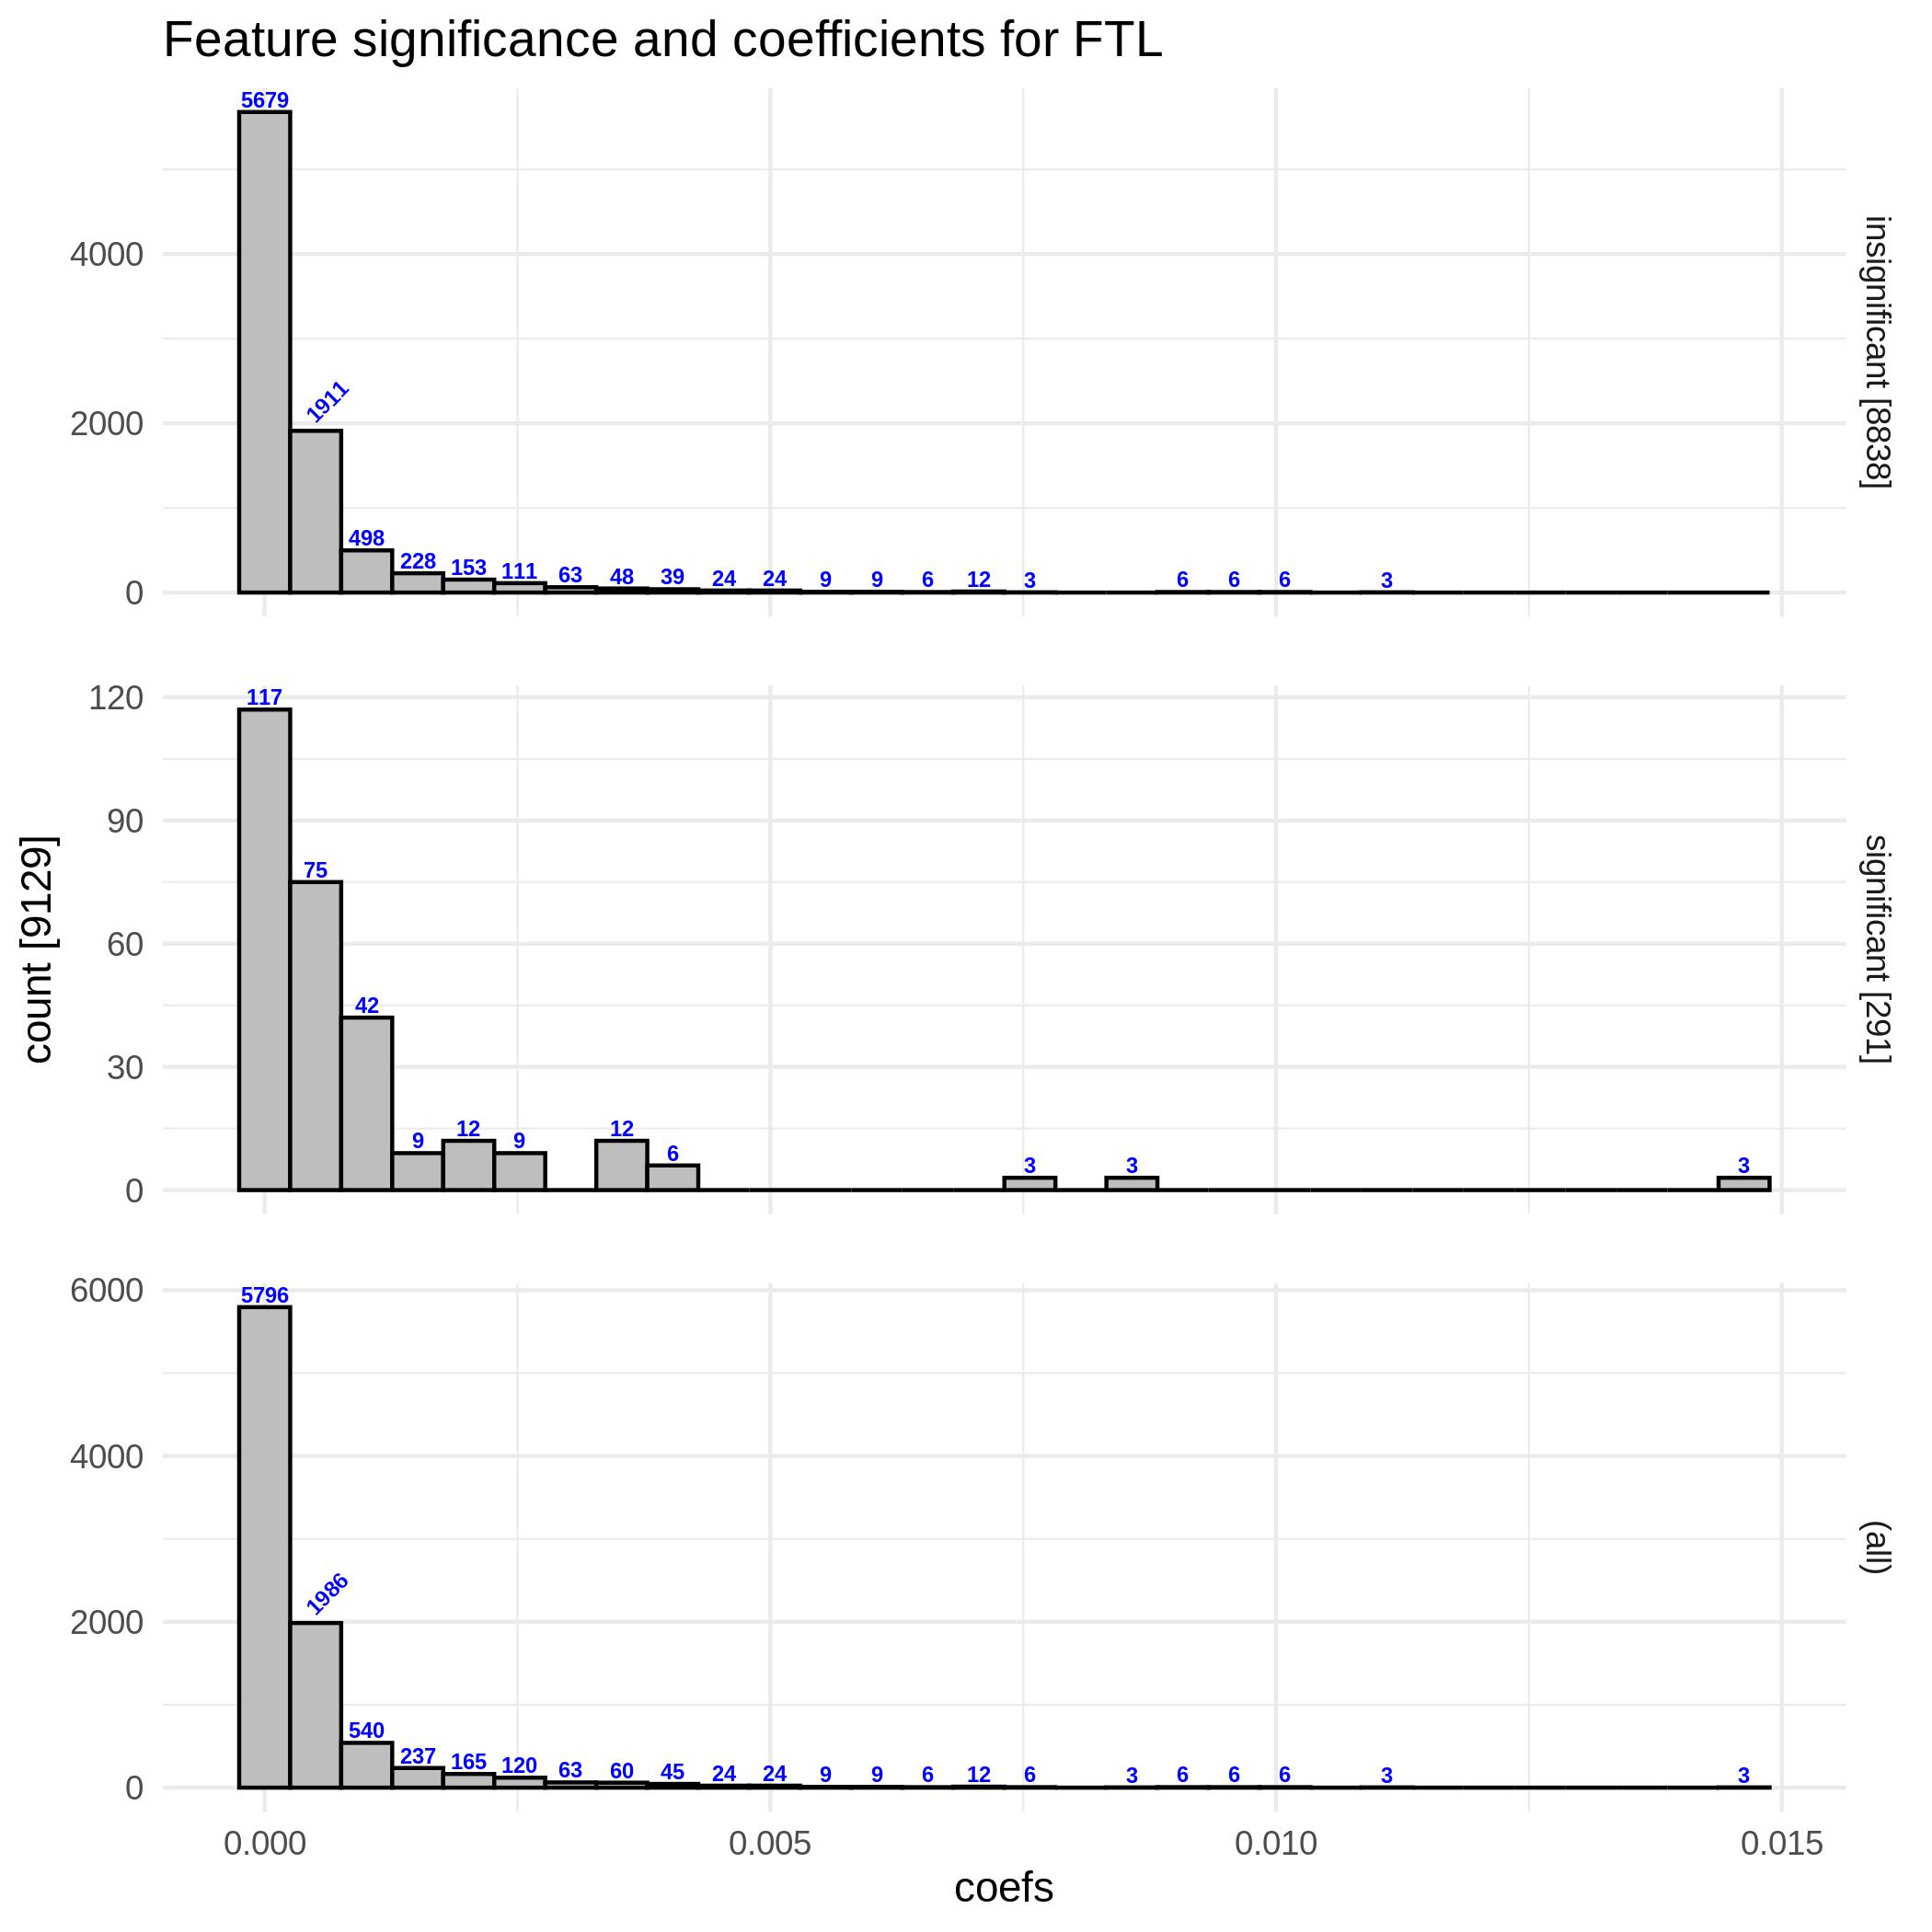 Feature significance and coefficients for FTL
5679
4000
1911
2000
498
228 153 111 63 48 39 24 24 9 9 6 12 3 6 6 6 3
0
insignificant [8838]
120
117
90
75
60
42
30
9 12 9 12 6 3 3 3
0
significant [291]
count [9129]
6000
5796
4000
1986
2000
540
237 165 120 63 60 45 24 24 9 9 6 12 6 3 6 6 6 3 3
0
(all)
0.000 0.005 0.010 0.015
coefs